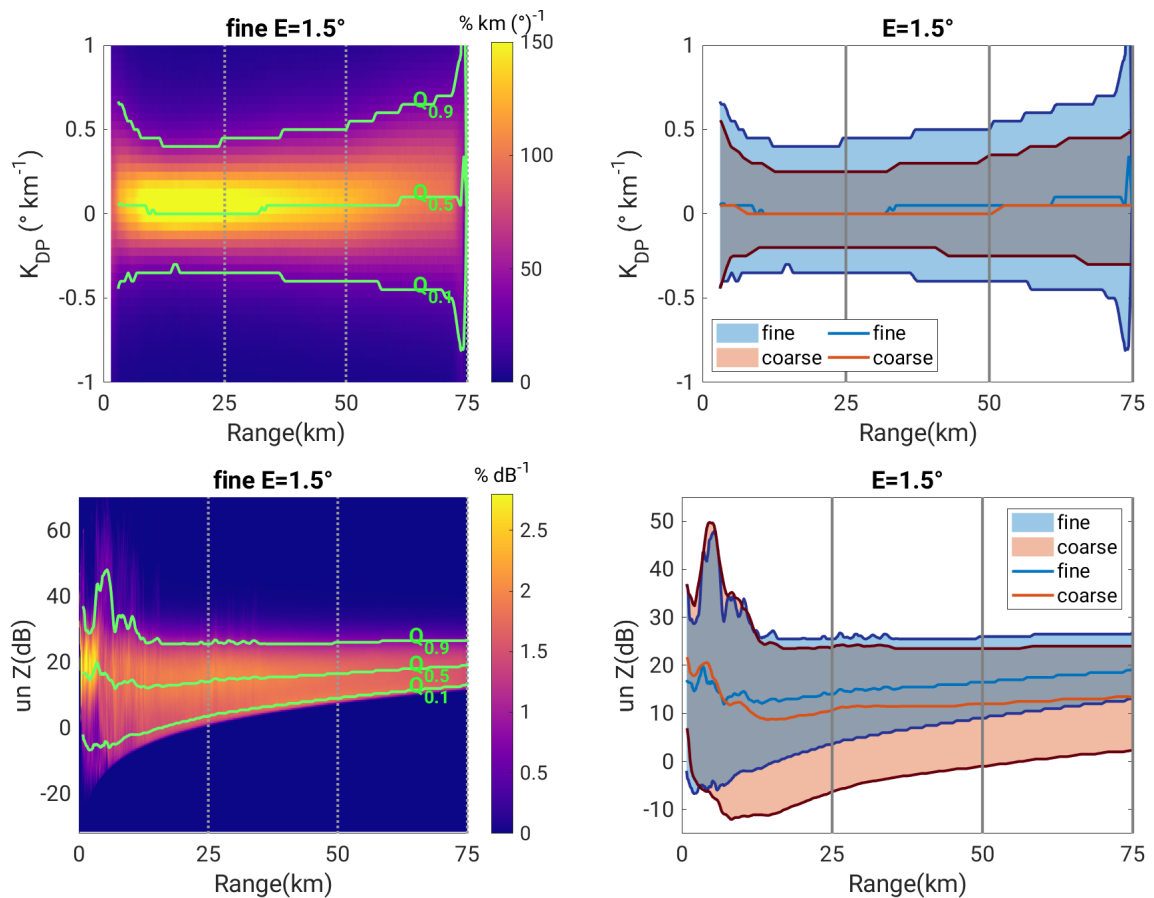 fine E=1.5°
% km (°)-1
E=1.5°
1
0.5
0
-0.5
-1
KDP (° km-1)
Q0.9
Q0.5
Q0.1
0 25 50 75
Range(km)
150
100
50
0
1
0.5
0
-0.5
-1
KDP (° km-1)
fine fine
coarse coarse
0 25 50 75
Range(km)
fine E=1.5°
% dB-1
E=1.5°
60
40
20
0
-20
un Z(dB)
Q0.9
Q0.5
Q0.1
0 25 50 75
Range(km)
2.5
2
1.5
1
0.5
0
50
40
30
20
10
0
-10
un Z(dB)
fine
coarse
fine
coarse
0 25 50 75
Range(km)